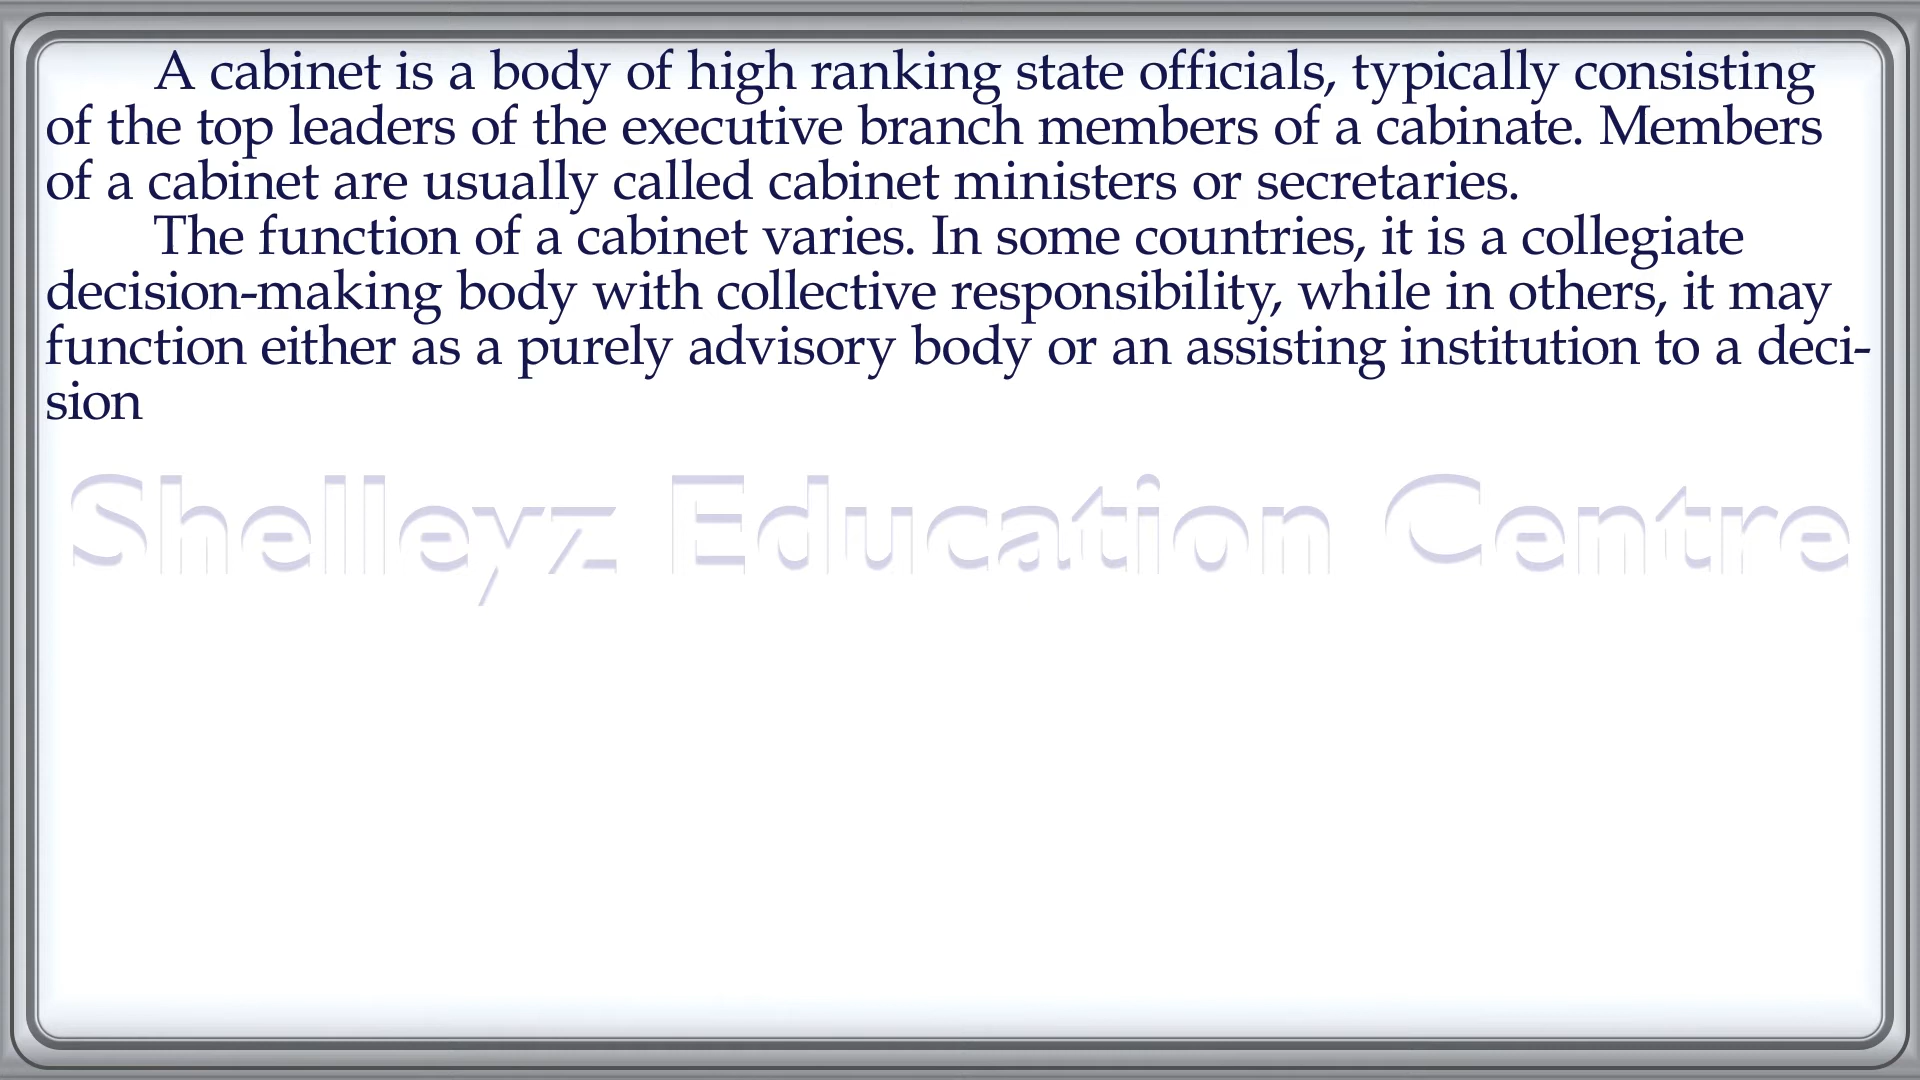 A cabinet is a body of high ranking state officials, typically consisting
of the top leaders of the executive branch members of a cabinate. Members
of a cabinet are usually called cabinet ministers or secretaries.
The function of a cabinet varies. In some countries, it is a collegiate
decision-making body with collective responsibility, while in others, it may
function either as a purely advisory body or an assisting institution to a deci-
sion
Shelleyz Education Centre